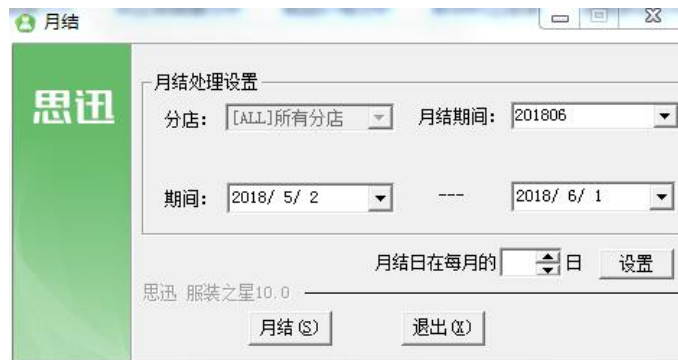 月结
思迅
月结处理设置
分店: [ALL]所有分店 月结期间: 201806
期间: 2018/ 5/ 2 --- 2018/ 6/ 1
月结日在每月的 日 设置
思迅 服装之星10.0
月结(S) 退出(X)